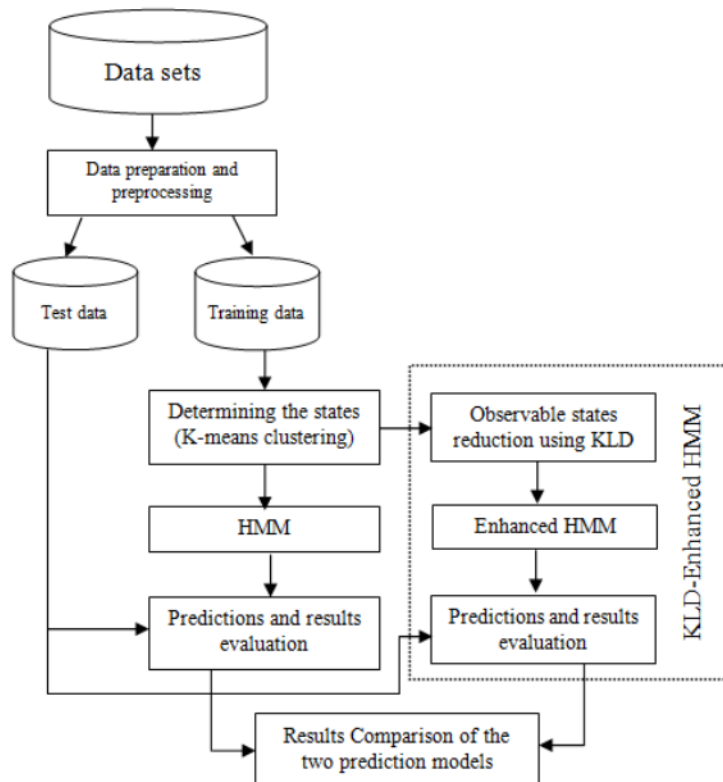 Data sets
Data preparation and
preprocessing
Test data
Training data
Determining the states
(K-means clustering)
Observable states
reduction using KLD
HMM
Enhanced HMM
Predictions and results
evaluation
Predictions and results
evaluation
KLD-Enhanced HMM
Results Comparison of the
two prediction models